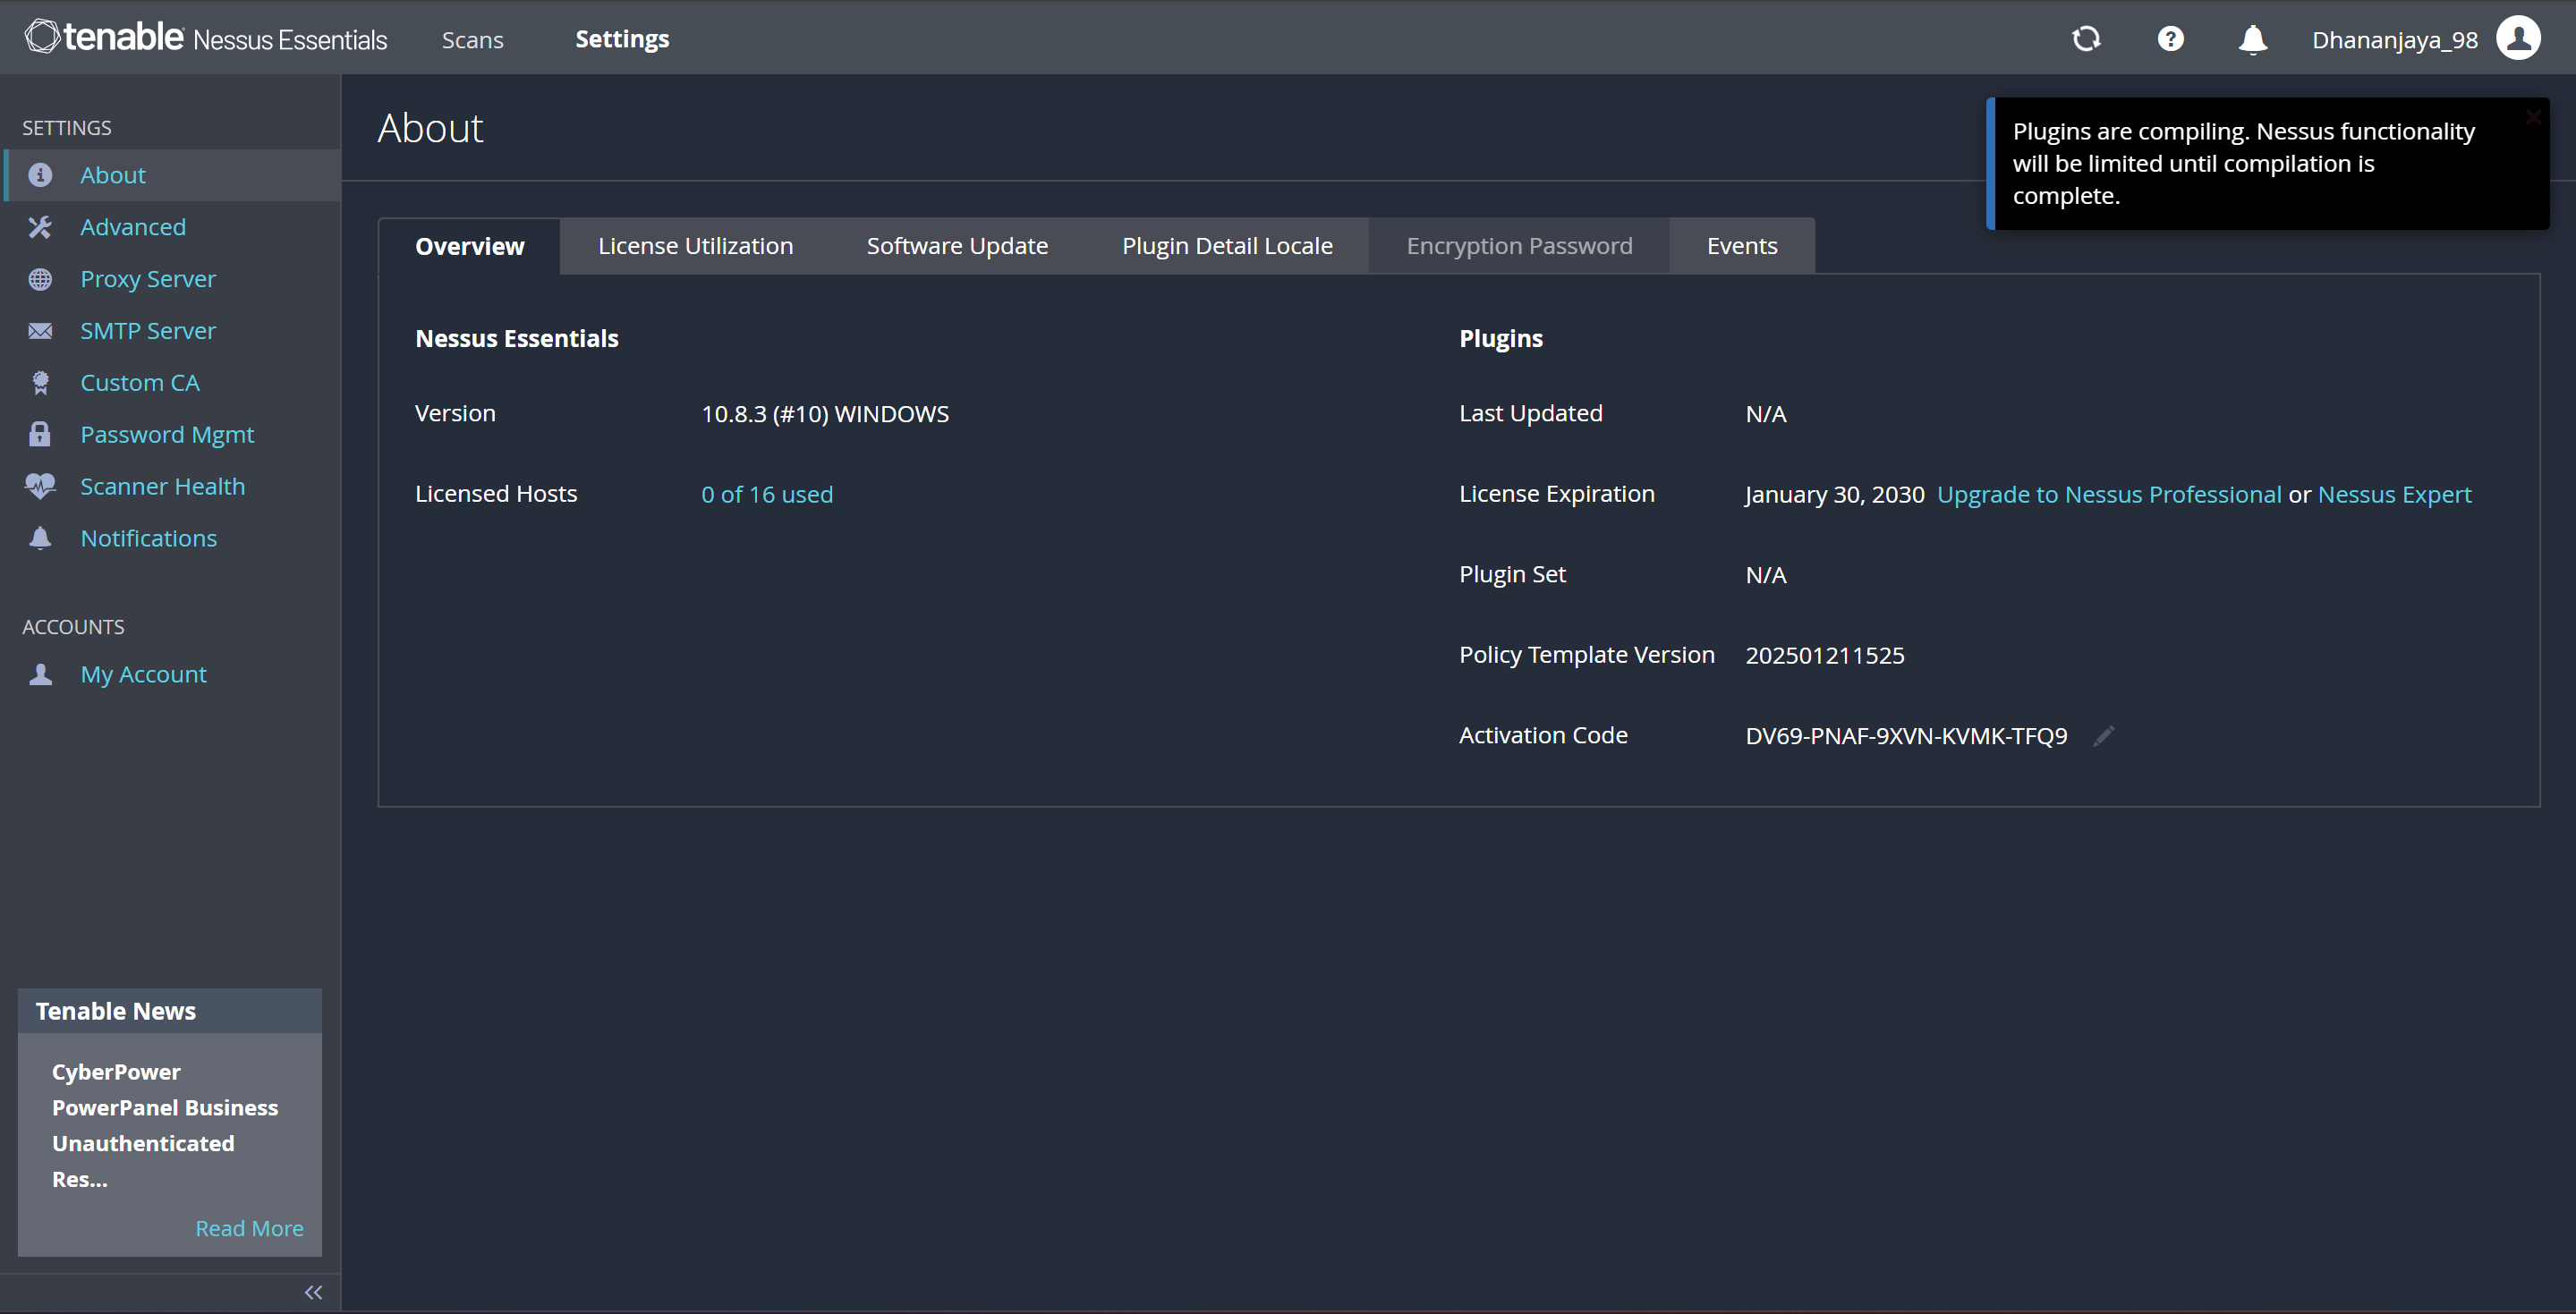 tenable Nessus Essentials
Scans
Settings
Dhananjaya_98
SETTINGS
About
Advanced
Proxy Server
SMTP Server
Custom CA
Password Mgmt
Scanner Health
Notifications
ACCOUNTS
My Account
Tenable News
CyberPower
PowerPanel Business
Unauthenticated
Res...
Read More
About
Plugins are compiling. Nessus functionality
will be limited until compilation is
complete.
Overview
License Utilization
Software Update
Plugin Detail Locale
Encryption Password
Events
Nessus Essentials
Version 10.8.3 (#10) WINDOWS
Licensed Hosts 0 of 16 used
Plugins
Last Updated N/A
License Expiration January 30, 2030 Upgrade to Nessus Professional or Nessus Expert
Plugin Set N/A
Policy Template Version 202501211525
Activation Code DV69-PNAF-9XVN-KVMK-TFQ9